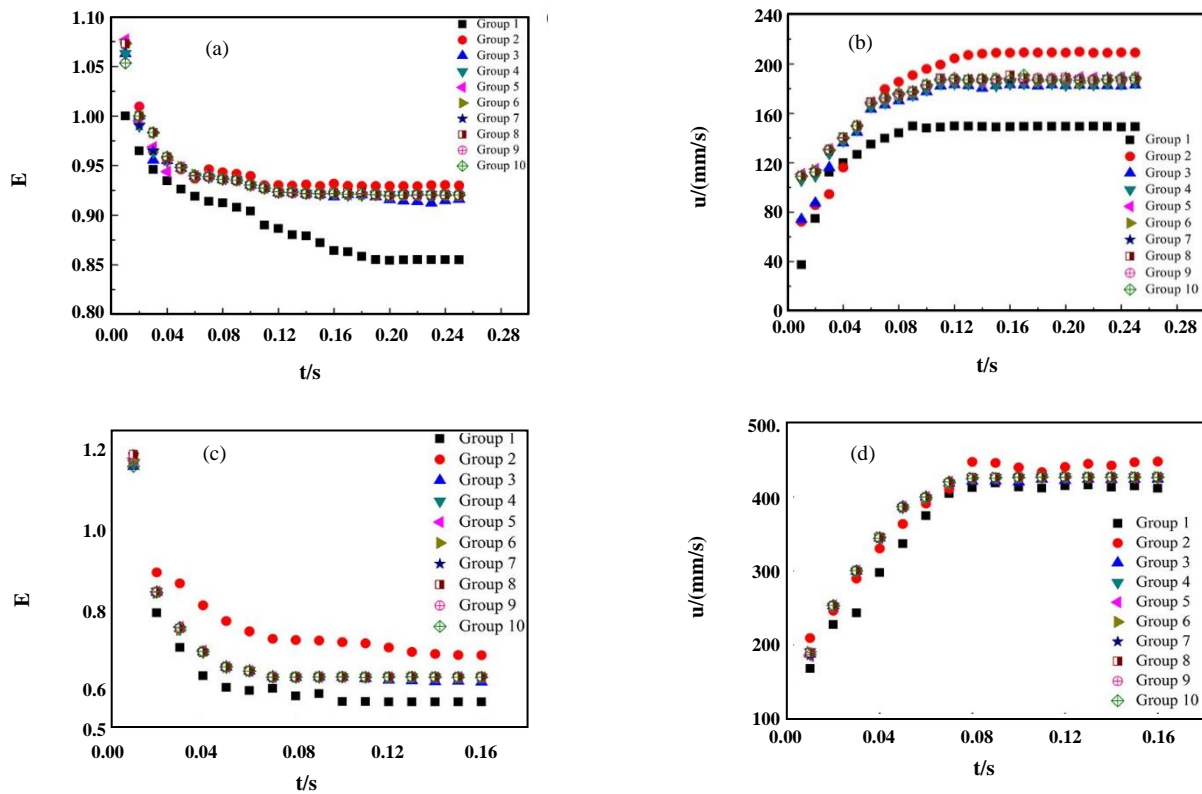 1.10
1.05
1.00
0.95
0.90
0.85
0.80
E
(a)
Group 1
Group 2
Group 3
Group 4
Group 5
Group 6
Group 7
Group 8
Group 9
Group 10
0.00 0.04 0.08 0.12 0.16 0.20 0.24 0.28
t/s
240
200
160
120
80
40
0
u/(mm/s)
(b)
Group 1
Group 2
Group 3
Group 4
Group 5
Group 6
Group 7
Group 8
Group 9
Group 10
0.00 0.04 0.08 0.12 0.16 0.20 0.24 0.28
t/s
1.2
1.0
0.8
0.6
0.5
E
(c)
Group 1
Group 2
Group 3
Group 4
Group 5
Group 6
Group 7
Group 8
Group 9
Group 10
0.00 0.04 0.08 0.12 0.16
t/s
500.
400
300
200
100
u/(mm/s)
(d)
Group 1
Group 2
Group 3
Group 4
Group 5
Group 6
Group 7
Group 8
Group 9
Group 10
0.00 0.04 0.08 0.12 0.16
t/s